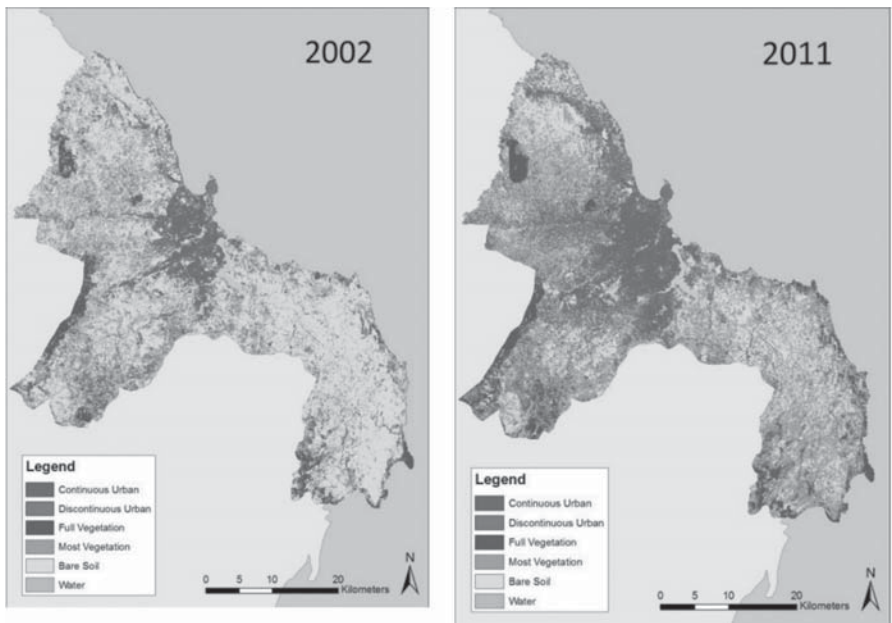 2002
Legend
Continuous Urban
Discontinuous Urban
Full Vegetation
Most Vegetation
Bare Soil
Water
N
0 5 10 20
Kilometers
2011
Legend
Continuous Urban
Discontinuous Urban
Full Vegetation
Most Vegetation
Bare Soil
Water
N
0 5 10 20
Kilometers